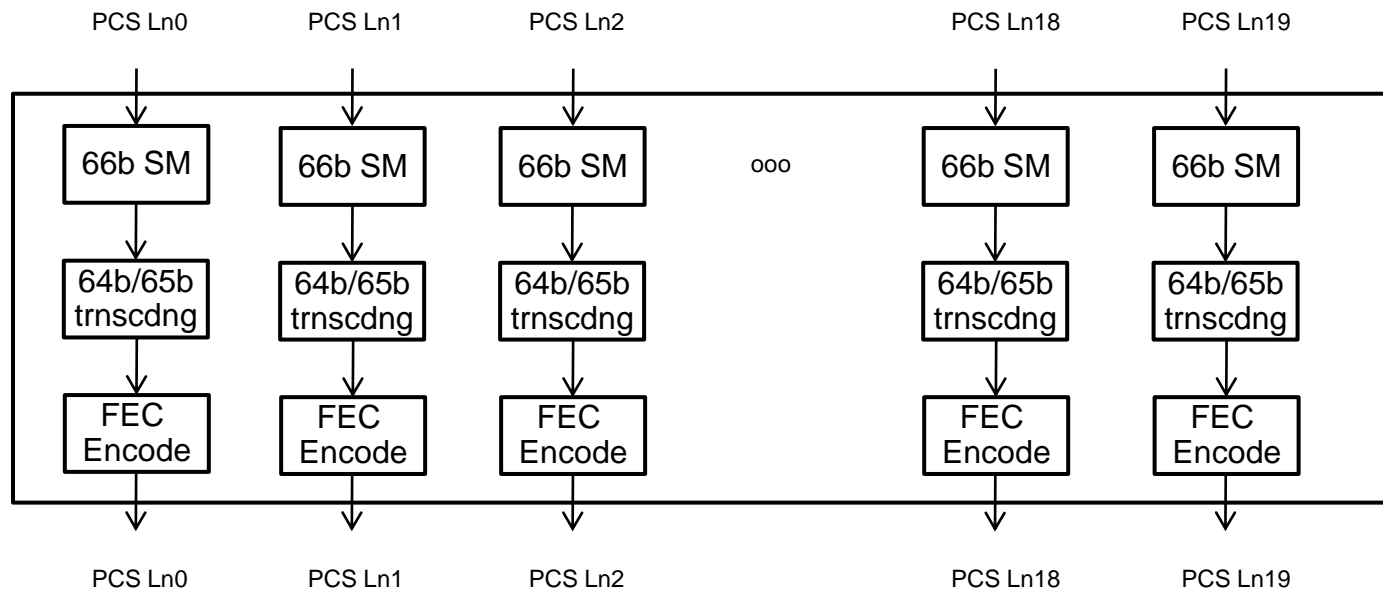 PCS Ln0 PCS Ln1 PCS Ln2 PCS Ln18 PCS Ln19
66b SM 66b SM 66b SM ooo 66b SM 66b SM
64b/65b 64b/65b 64b/65b 64b/65b 64b/65b
trnscdng trnscdng trnscdng trnscdng trnscdng
FEC FEC FEC FEC FEC
Encode Encode Encode Encode Encode
PCS Ln0 PCS Ln1 PCS Ln2 PCS Ln18 PCS Ln19